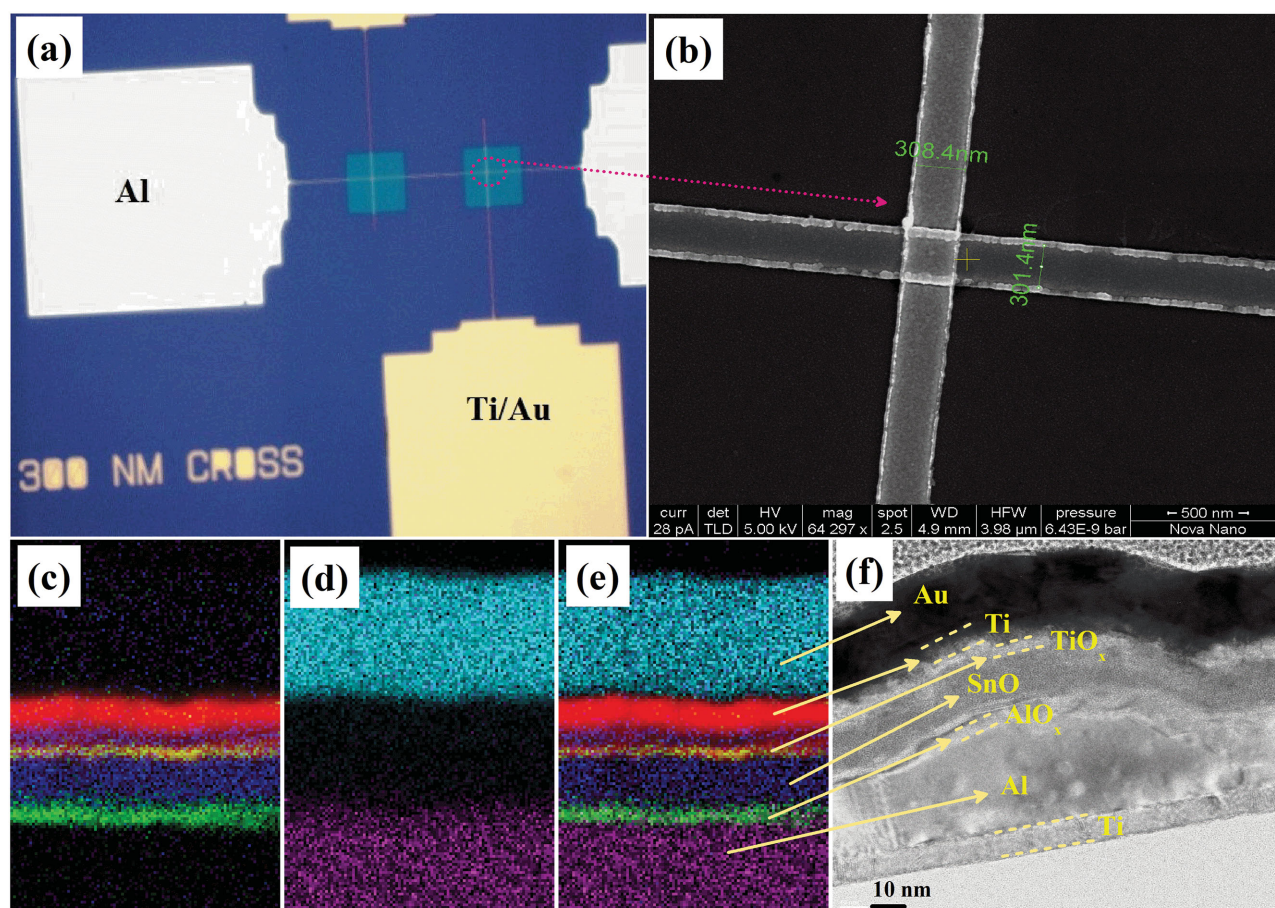 (a)
Al
Ti/Au
300 NM CROSS
(b)
308.4nm
301.4nm
curr det HV mag spot WD HFW pressure ⊢ 500 nm ⊣
28 pA TLD 5.00 kV 64 297 x 2.5 4.9 mm 3.98 µm 6.43E-9 bar Nova Nano
(c)
(d)
(e)
(f)
Au
Ti
TiOₓ
SnO
AlOₓ
Al
Ti
10 nm